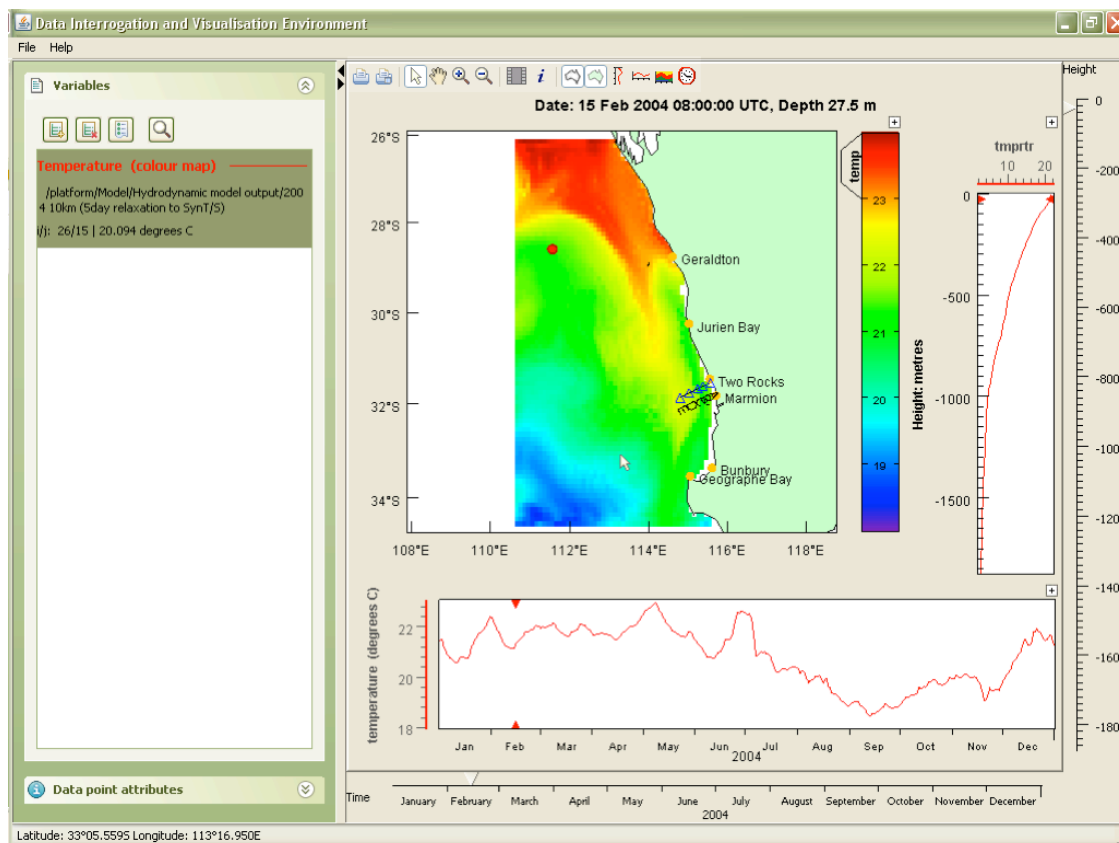 Data Interrogation and Visualisation Environment
File Help
Variables
Temperature (colour map)
/platform/Model/Hydrodynamic model output/200
4 10km (5day relaxation to SynT/S)
i/j: 26/15 | 20.094 degrees C
Data point attributes
Date: 15 Feb 2004 08:00:00 UTC, Depth 27.5 m
26°S
28°S
30°S
32°S
34°S
108°E 110°E 112°E 114°E 116°E 118°E
Geraldton
Jurien Bay
Two Rocks
Marmion
Bunbury
Geographe Bay
temp
23
22
21
20
19
Height: metres
tmprtr
10 20
0
-500
-1000
-1500
Height
0
-200
-400
-600
-800
-1000
-120
-140
-160
-180
temperature (degrees C)
22
20
18
Jan Feb Mar Apr May Jun Jul Aug Sep Oct Nov Dec
2004
Time
January February March April May June July August September October November December
2004
Latitude: 33°05.559S Longitude: 113°16.950E